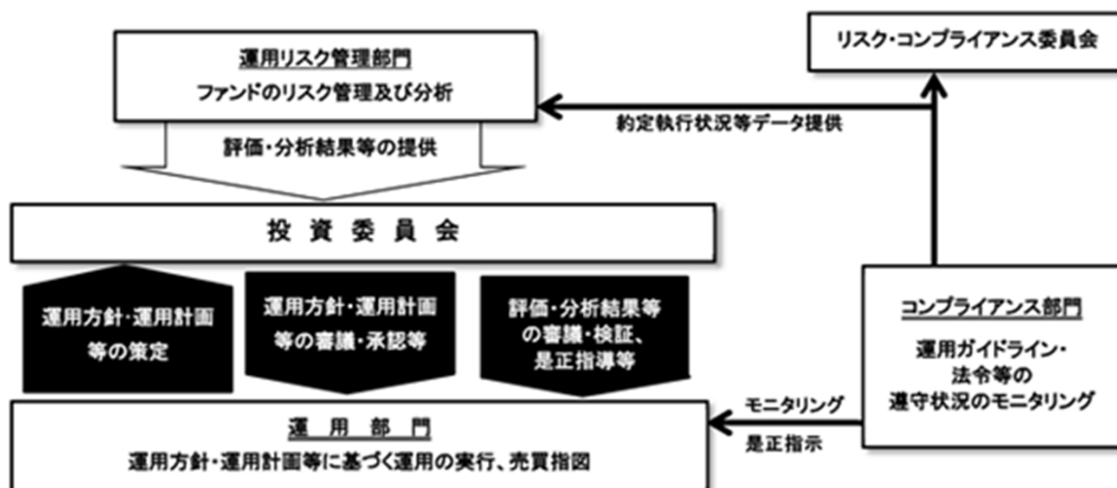 運用リスク管理部門
ファンドのリスク管理及び分析
リスク・コンプライアンス委員会
約定執行状況等データ提供
評価・分析結果等の提供
投資委員会
運用方針・運用計画
等の策定
運用方針・運用計画
等の審議・承認等
評価・分析結果等
の審議・検証、
是正指導等
コンプライアンス部門
運用ガイドライン・
法令等の
遵守状況のモニタリング
モニタリング
是正指示
運用部門
運用方針・運用計画等に基づく運用の実行、売買指図